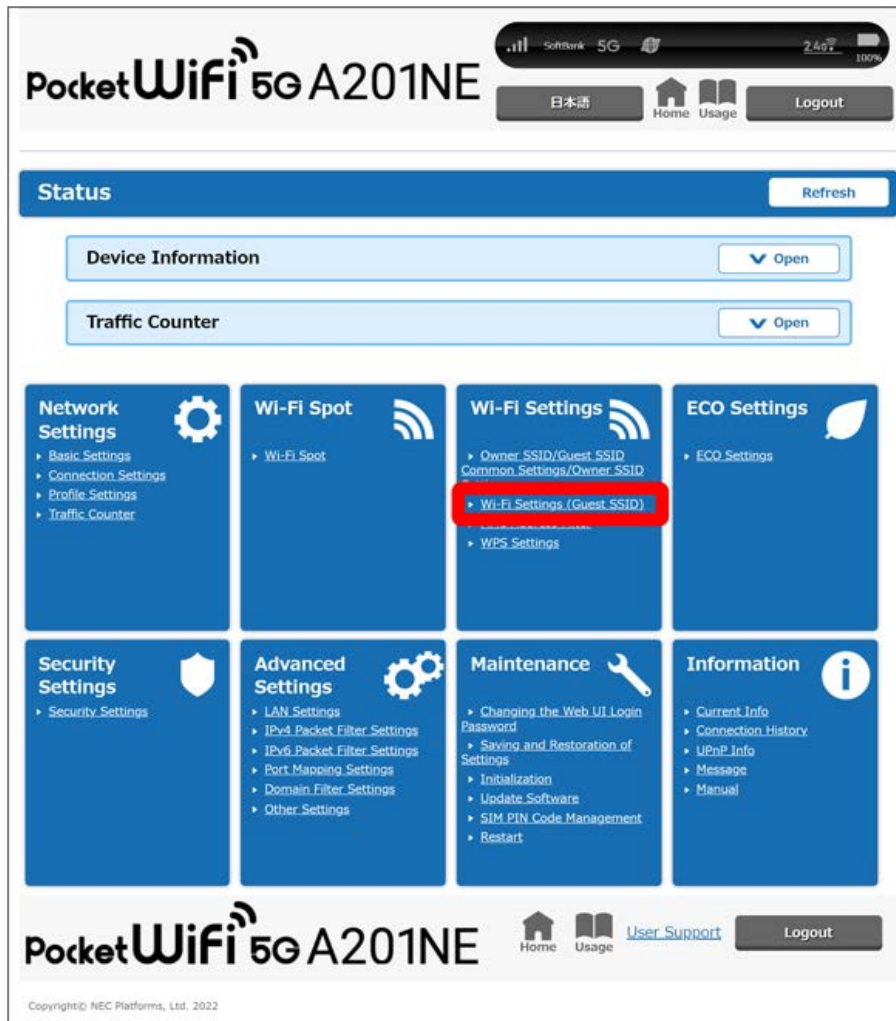 Pocket WiFi 5G A201NE
SoftBank 5G 2.4G 100%
日本語
Home
Usage
Logout
Status
Refresh
Device Information
Open
Traffic Counter
Open
Network
Settings
Basic Settings
Connection Settings
Profile Settings
Traffic Counter
Wi-Fi Spot
Wi-Fi Spot
Wi-Fi Settings
Owner SSID/Guest SSID
Common Settings/Owner SSID
Wi-Fi Settings (Guest SSID)
WPS Settings
ECO Settings
ECO Settings
Security
Settings
Security Settings
Advanced
Settings
LAN Settings
IPv4 Packet Filter Settings
IPv6 Packet Filter Settings
Port Mapping Settings
Domain Filter Settings
Other Settings
Maintenance
Changing the Web UI Login
Password
Saving and Restoration of
Settings
Initialization
Update Software
SIM PIN Code Management
Restart
Information
Current Info
Connection History
UPnP Info
Message
Manual
Pocket WiFi 5G A201NE
Home
Usage
User Support
Logout
Copyright© NEC Platforms, Ltd. 2022